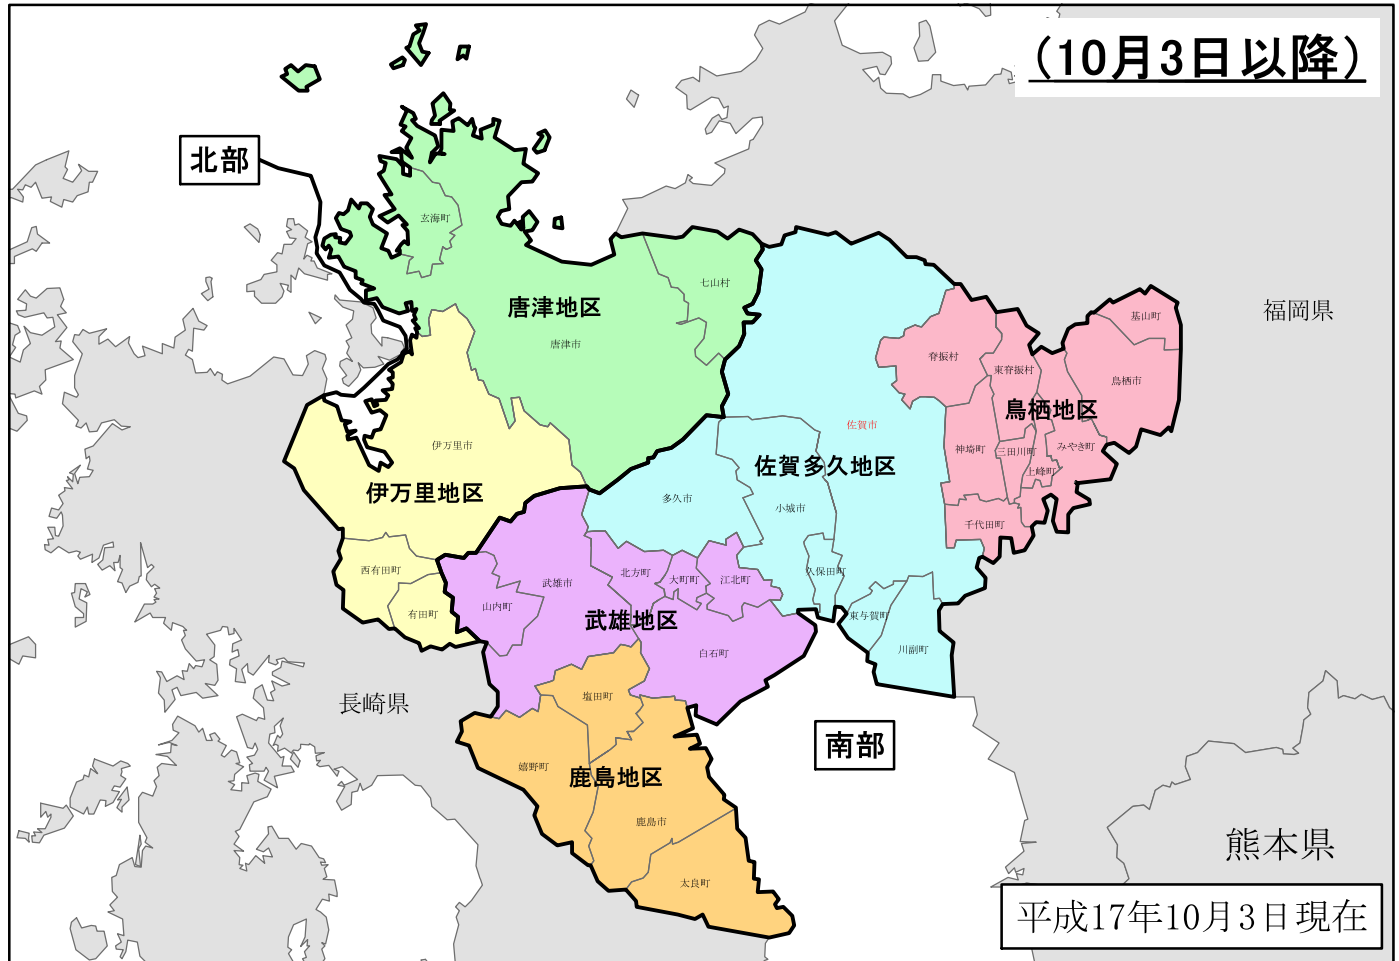 (10月3日以降)
北部
玄海町
七山村
唐津地区
唐津市
福岡県
基山町
脊振村
東脊振村
鳥栖市
鳥栖地区
佐賀市
伊万里市
神埼町
三田川町
みやき町
上峰町
佐賀多久地区
伊万里地区
多久市
小城市
千代田町
西有田町
武雄市
北方町
大町町
江北町
久保田町
有田町
山内町
武雄地区
東与賀町
川副町
白石町
長崎県
塩田町
南部
嬉野町
鹿島地区
鹿島市
太良町
熊本県
平成17年10月3日現在